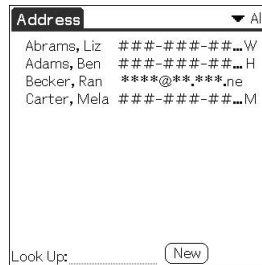 Address ▼ Al
Abrams, Liz ###-###-##...W
Adams, Ben ###-###-##...H
Becker, Ran ****@**.***.ne
Carter, Mela ###-###-##...M
Look Up: New